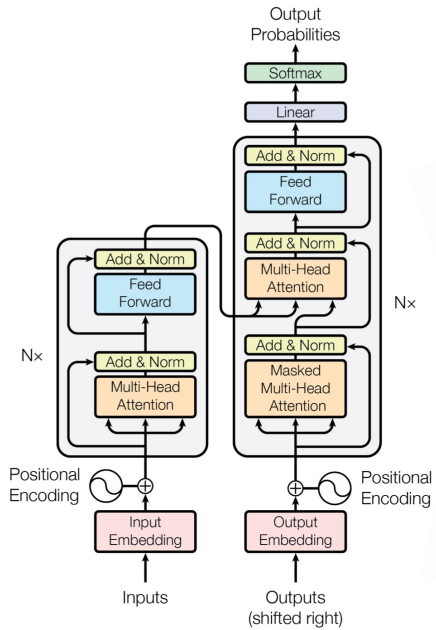 Output
Probabilities
Softmax
Linear
Add & Norm
Feed
Forward
Add & Norm
Multi-Head
Attention
Add & Norm
Masked
Multi-Head
Attention
Nx
Add & Norm
Feed
Forward
Add & Norm
Multi-Head
Attention
Nx
Positional
Encoding
Positional
Encoding
Input
Embedding
Output
Embedding
Inputs
Outputs
(shifted right)